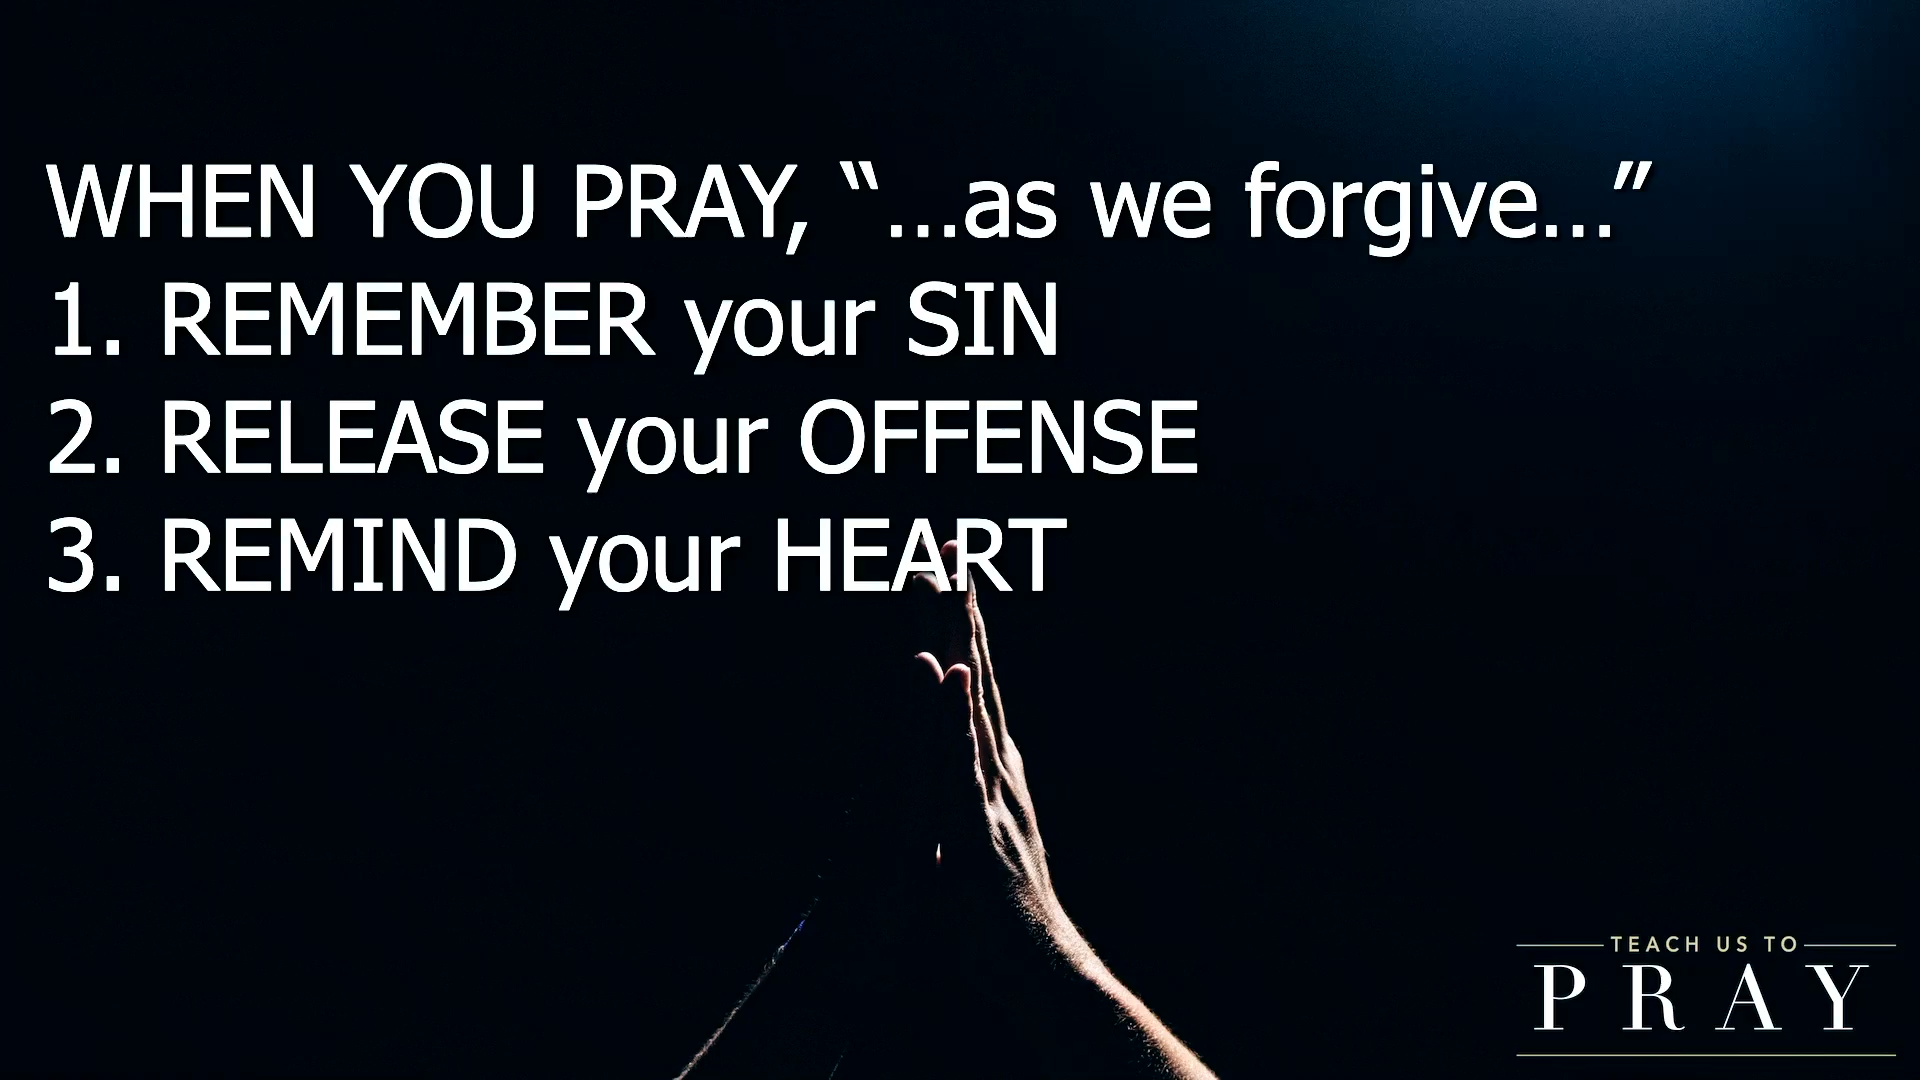 WHEN YOU PRAY, “...as we forgive...”
1. REMEMBER your SIN
2. RELEASE your OFFENSE
3. REMIND your HEART
TEACH US TO
PRAY